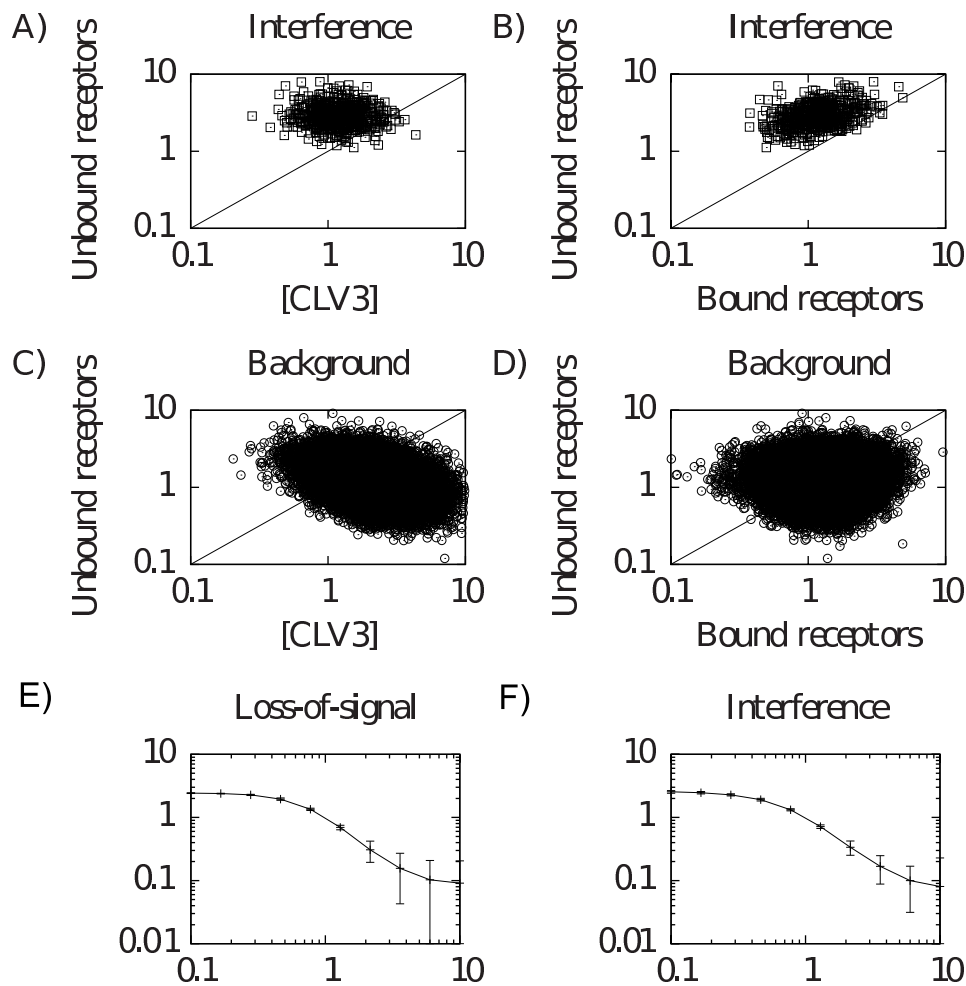 A)
Interference
Unbound receptors
10
1
0.1
0.1
1
10
[CLV3]
B)
Interference
Unbound receptors
10
1
0.1
0.1
1
10
Bound receptors
C)
Background
Unbound receptors
10
1
0.1
0.1
1
10
[CLV3]
D)
Background
Unbound receptors
10
1
0.1
0.1
1
10
Bound receptors
E)
Loss-of-signal
10
1
0.1
0.01
0.1
1
10
F)
Interference
10
1
0.1
0.01
0.1
1
10